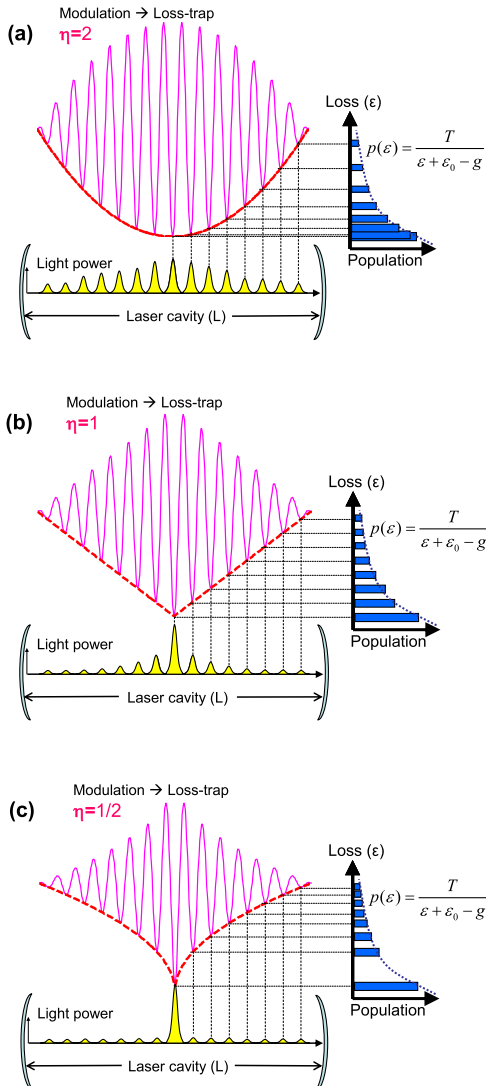 (a)
Modulation → Loss-trap
η=2
Loss (ε)
p(ε) = T / (ε + ε₀ − g)
Light power
Population
Laser cavity (L)
(b)
Modulation → Loss-trap
η=1
Loss (ε)
p(ε) = T / (ε + ε₀ − g)
Light power
Population
Laser cavity (L)
(c)
Modulation → Loss-trap
η=1/2
Loss (ε)
p(ε) = T / (ε + ε₀ − g)
Light power
Population
Laser cavity (L)